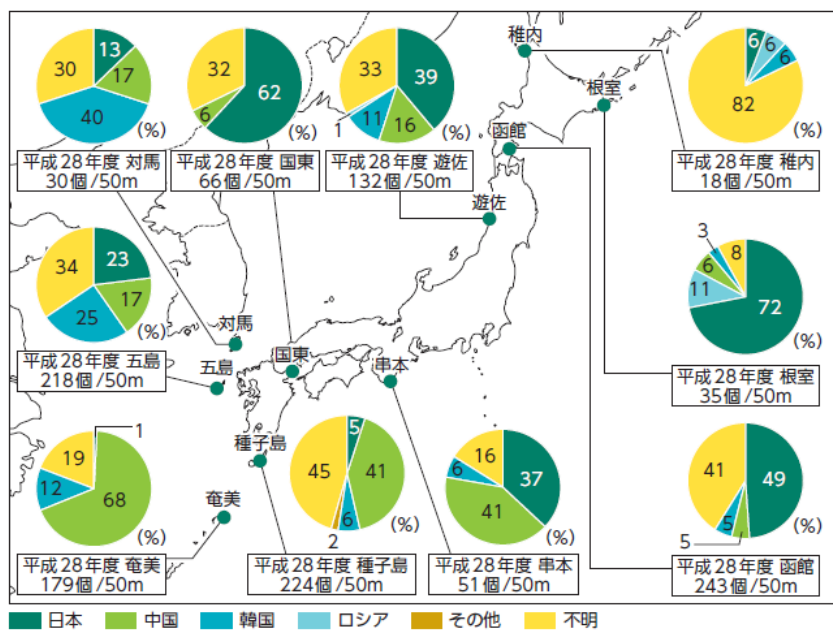 13
17
40
30
(%)
平成28年度 対馬
30個/50m
62
6
32
(%)
平成28年度 国東
66個/50m
39
16
11
1
33
(%)
平成28年度 遊佐
132個/50m
稚内
根室
函館
遊佐
6
6
6
82
(%)
平成28年度 稚内
18個/50m
23
17
25
34
(%)
平成28年度 五島
218個/50m
対馬
五島
国東
串本
種子島
奄美
72
11
6
3
8
(%)
平成28年度 根室
35個/50m
1
68
12
19
(%)
平成28年度 奄美
179個/50m
5
41
6
2
45
(%)
平成28年度 種子島
224個/50m
37
41
6
16
(%)
平成28年度 串本
51個/50m
49
5
5
41
(%)
平成28年度 函館
243個/50m
日本 中国 韓国 ロシア その他 不明